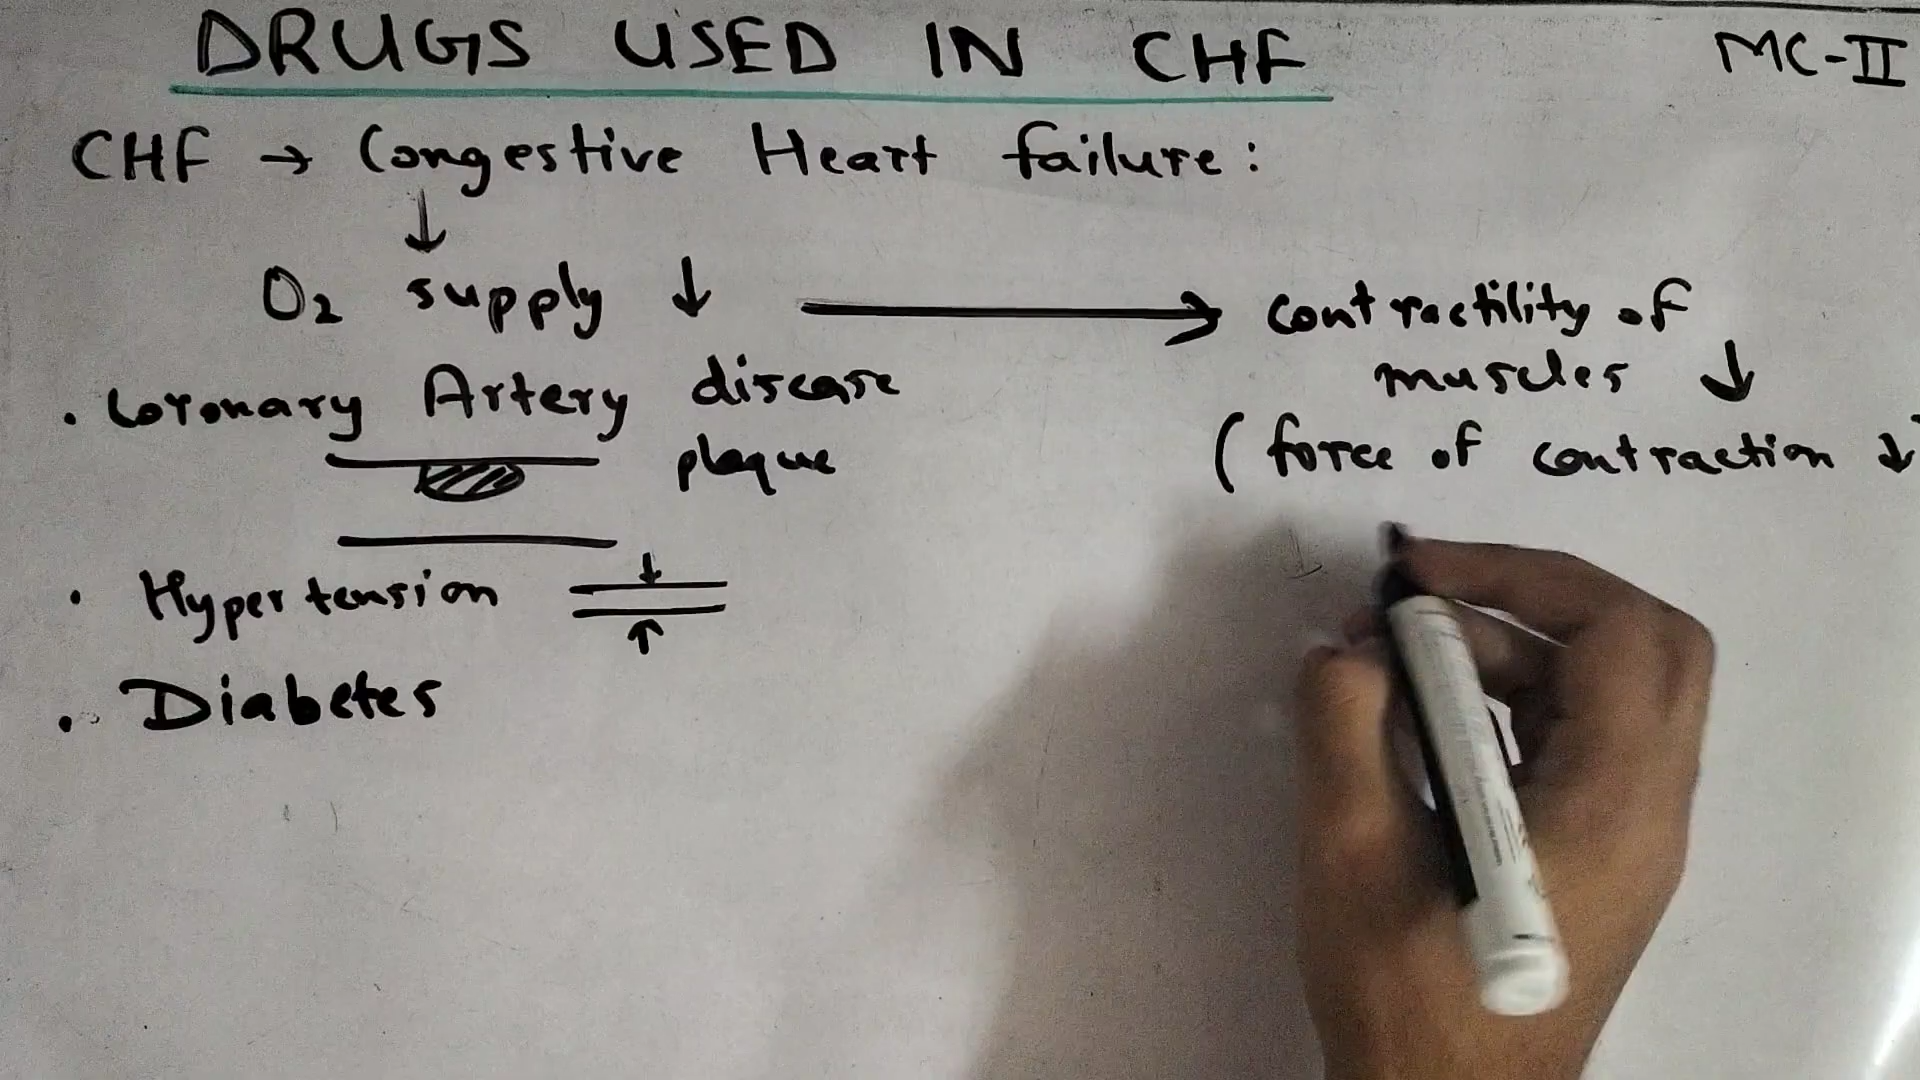 DRUGS USED IN CHF
MC-II
CHF → Congestive Heart failure:
↓
O2 supply ↓ → contractility of
muscles ↓
(force of contraction ↓
. Coronary Artery disease
plaque
. Hypertension
. Diabetes